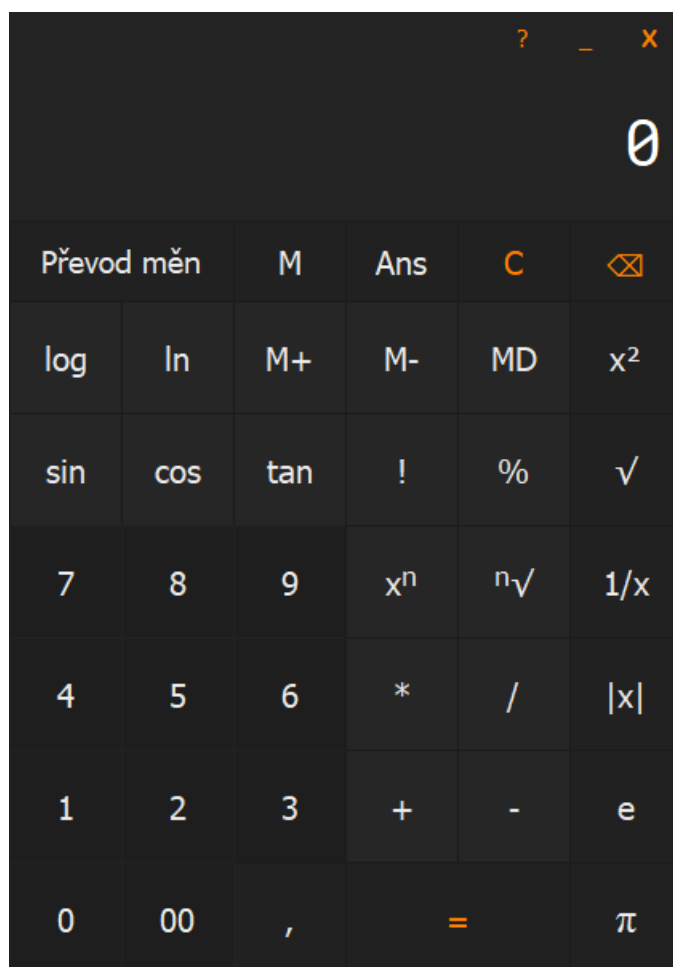 ? _ X
0
Převod měn M Ans C ⌫
log ln M+ M- MD x²
sin cos tan ! % √
7 8 9 xⁿ ⁿ√ 1/x
4 5 6 * / |x|
1 2 3 + - e
0 00 , = π